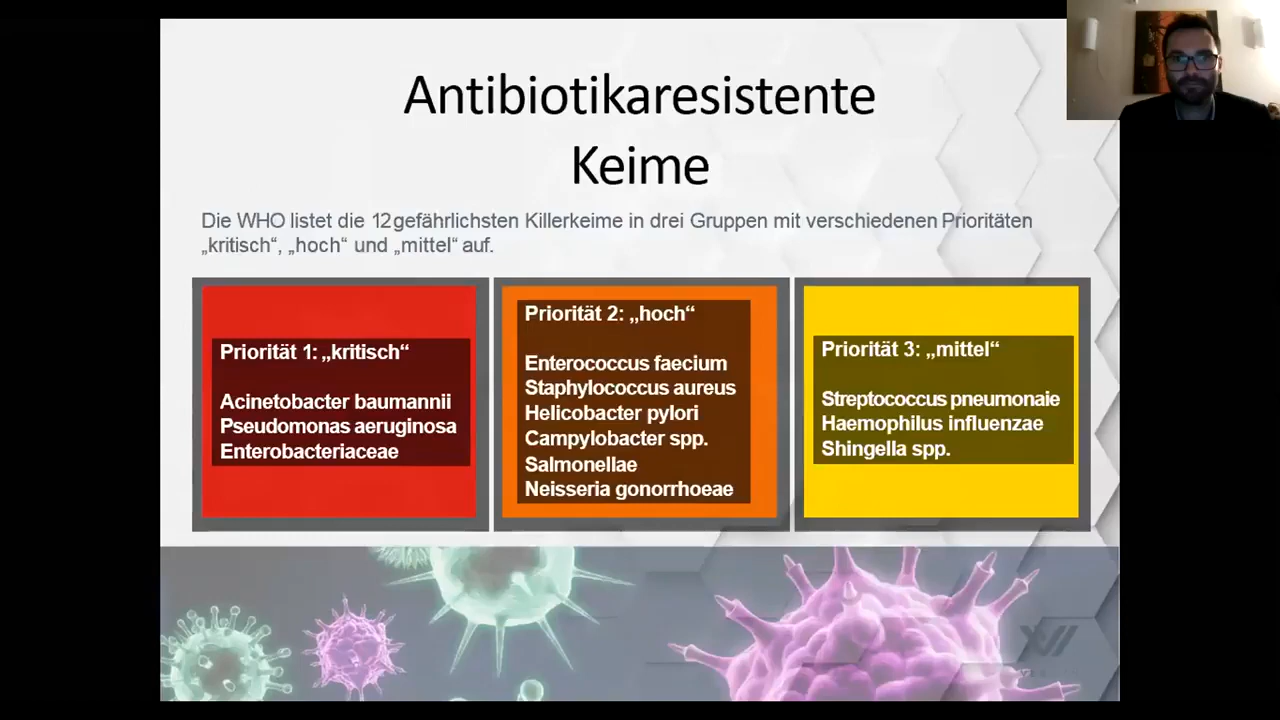 Antibiotikaresistente
Keime
Die WHO listet die 12 gefährlichsten Killerkeime in drei Gruppen mit verschiedenen Prioritäten
„kritisch“, „hoch“ und „mittel“ auf.
Priorität 1: „kritisch“
Acinetobacter baumannii
Pseudomonas aeruginosa
Enterobacteriaceae
Priorität 2: „hoch“
Enterococcus faecium
Staphylococcus aureus
Helicobacter pylori
Campylobacter spp.
Salmonellae
Neisseria gonorrhoeae
Priorität 3: „mittel“
Streptococcus pneumonaie
Haemophilus influenzae
Shingella spp.